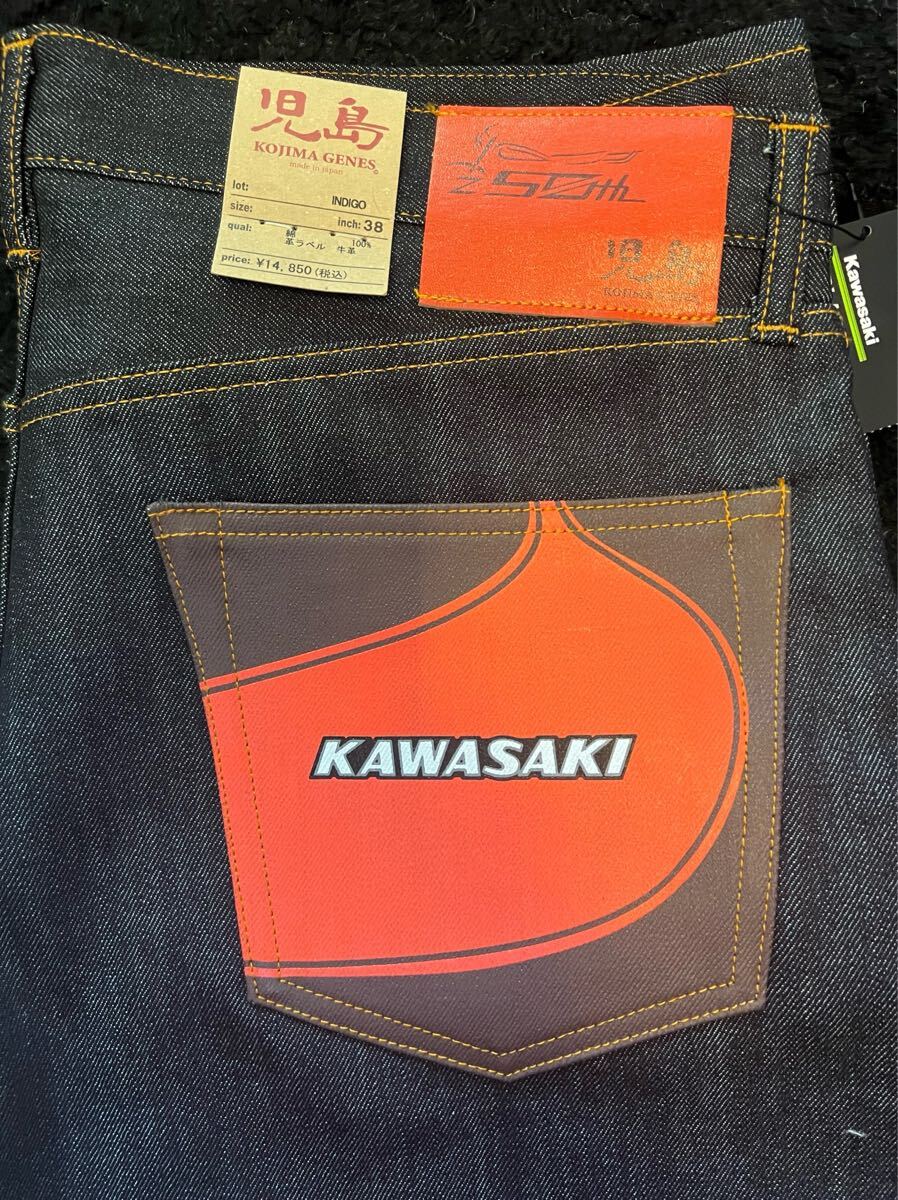 児島
KOJIMA GENES
made in japan
lot: INDIGO
size: inch: 38
qual: 綿 100%
革ラベル 牛革
price: ¥14,850(税込)
Z 50th
児島
KOJIMA
Kawasaki
KAWASAKI